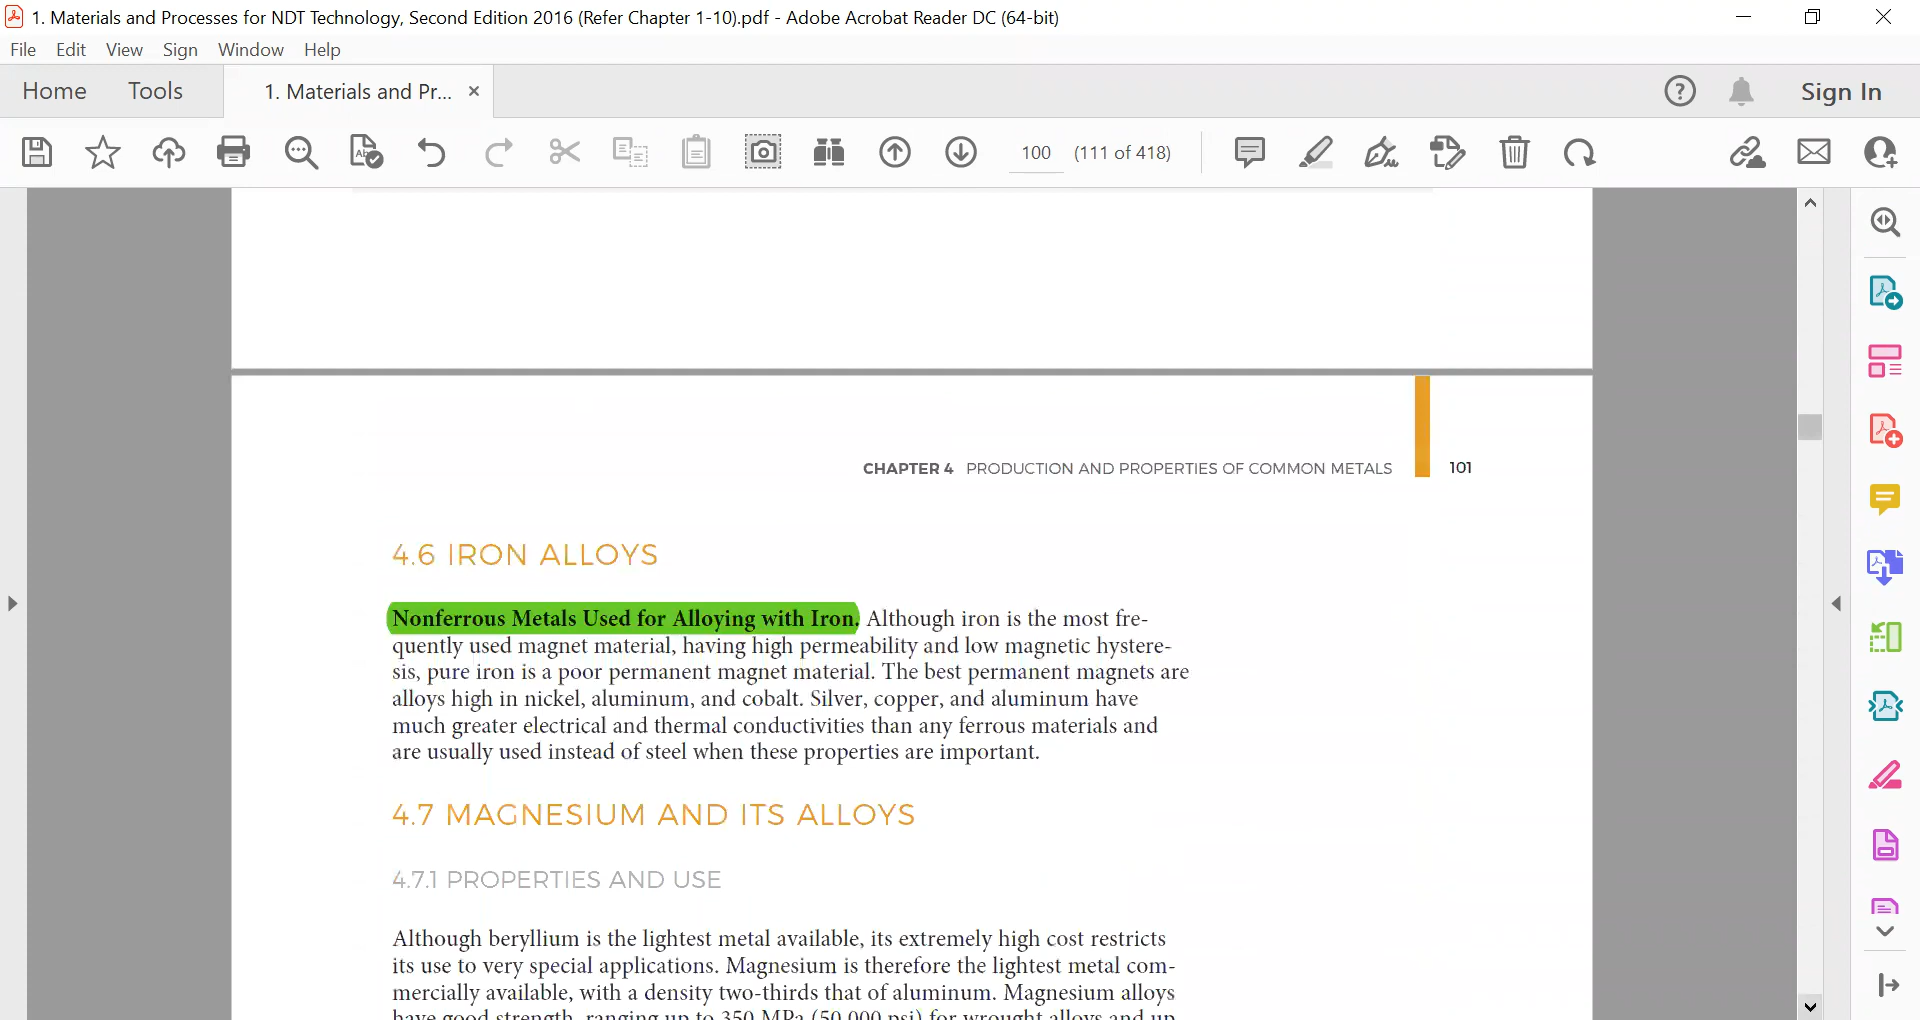 1. Materials and Processes for NDT Technology, Second Edition 2016 (Refer Chapter 1-10).pdf - Adobe Acrobat Reader DC (64-bit)
File Edit View Sign Window Help
Home Tools 1. Materials and Pr... × Sign In
100 (111 of 418)
CHAPTER 4 PRODUCTION AND PROPERTIES OF COMMON METALS 101
4.6 IRON ALLOYS
Nonferrous Metals Used for Alloying with Iron. Although iron is the most fre-
quently used magnet material, having high permeability and low magnetic hystere-
sis, pure iron is a poor permanent magnet material. The best permanent magnets are
alloys high in nickel, aluminum, and cobalt. Silver, copper, and aluminum have
much greater electrical and thermal conductivities than any ferrous materials and
are usually used instead of steel when these properties are important.
4.7 MAGNESIUM AND ITS ALLOYS
4.7.1 PROPERTIES AND USE
Although beryllium is the lightest metal available, its extremely high cost restricts
its use to very special applications. Magnesium is therefore the lightest metal com-
mercially available, with a density two-thirds that of aluminum. Magnesium alloys
have good strength, ranging up to 350 MPa (50 000 psi) for wrought alloys and up